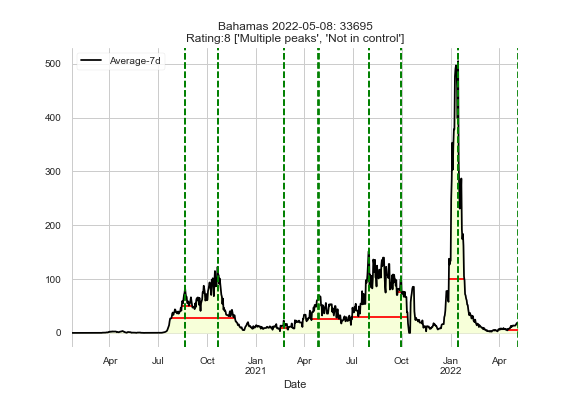 Bahamas 2022-05-08: 33695
Rating:8 ['Multiple peaks', 'Not in control']
Average-7d
500
400
300
200
100
0
Apr Jul Oct Jan Apr Jul Oct Jan Apr
2021 2022
Date